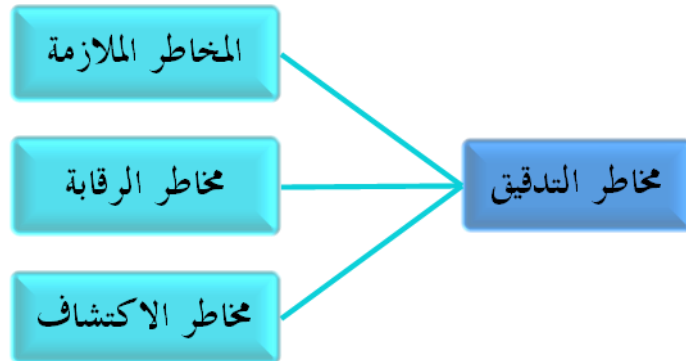 مخاطر التدقيق
المخاطر الملازمة
مخاطر الرقابة
مخاطر الاكتشاف